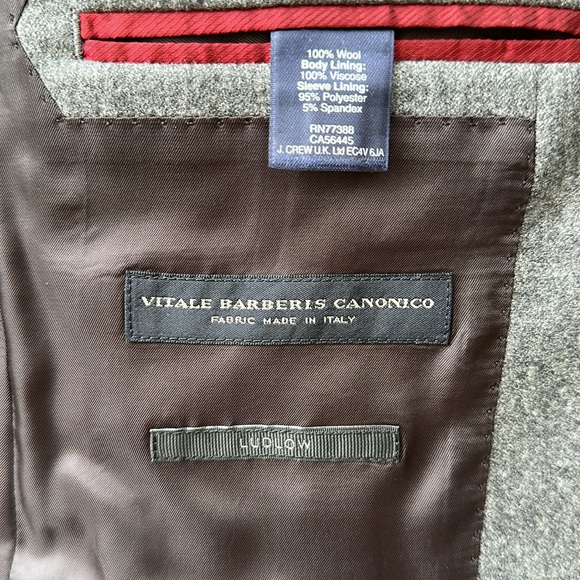 100% Wool
Body Lining:
100% Viscose
Sleeve Lining:
95% Polyester
5% Spandex
RN77388
CA56445
J. CREW U.K. Ltd EC4V 6JA
VITALE BARBERIS CANONICO
FABRIC MADE IN ITALY
LUDLOW